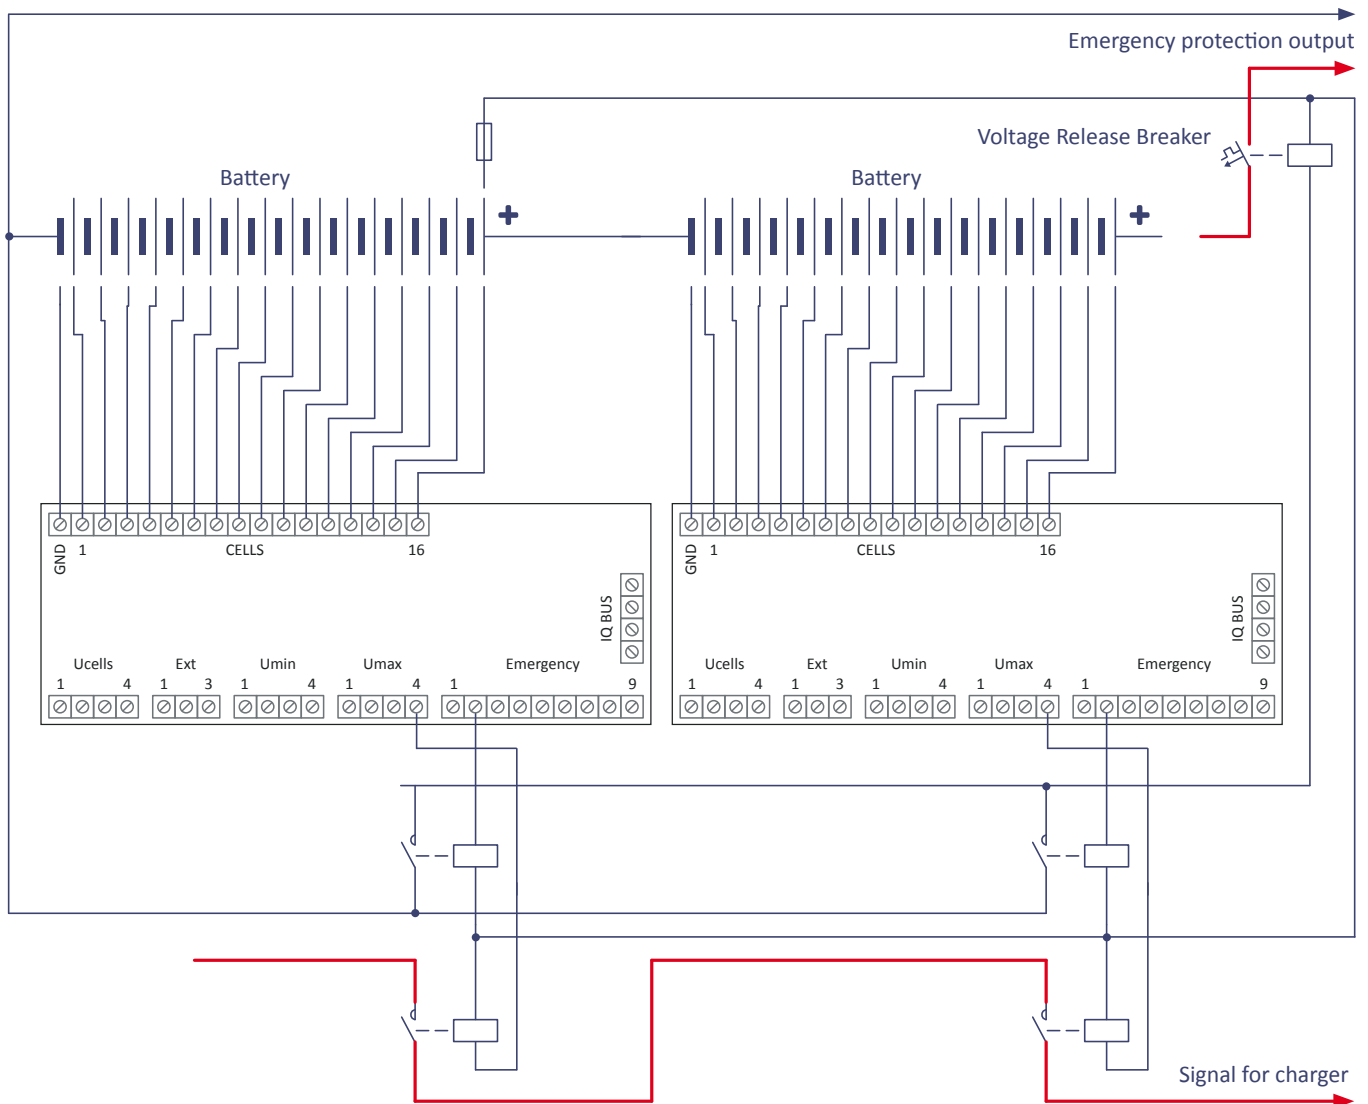 Emergency protection output
Voltage Release Breaker
Battery
Battery
+
+
GND 1 CELLS 16
GND 1 CELLS 16
IQ BUS
IQ BUS
Ucells Ext Umin Umax Emergency
1 4 1 3 1 4 1 4 1 9
Ucells Ext Umin Umax Emergency
1 4 1 3 1 4 1 4 1 9
Signal for charger